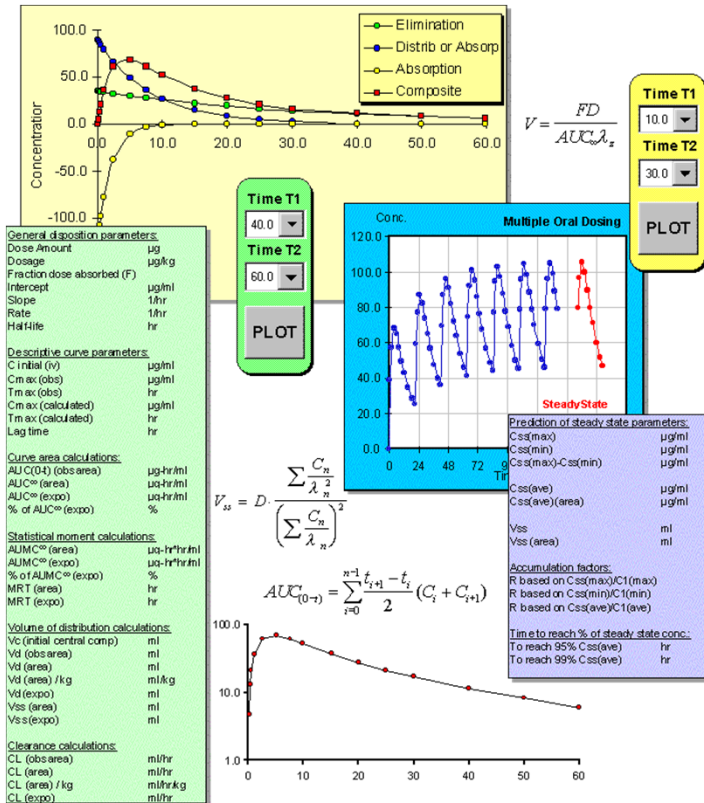 100.0
50.0
0.0
-50.0
-100.0
Concentration
0.0 10.0 20.0 30.0 40.0 50.0 60.0
Elimination
Distrib or Absorp
Absorption
Composite
V = FD / AUC∞λz
Time T1
10.0
Time T2
30.0
PLOT
Time T1
40.0
Time T2
60.0
PLOT
Conc.
Multiple Oral Dosing
120.0
100.0
80.0
60.0
40.0
20.0
0.0
0 24 48 72
SteadyState
General disposition parameters:
Dose Amount µg
Dosage µg/kg
Fraction dose absorbed (F)
Intercept µg/ml
Slope 1/hr
Rate 1/hr
Half-life hr
Descriptive curve parameters:
C initial (iv) µg/ml
Cmax (obs) µg/ml
Tmax (obs) hr
Cmax (calculated) µg/ml
Tmax (calculated) hr
Lag time hr
Curve area calculations:
AUC(0-t) (obs area) µg-hr/ml
AUC∞ (area) µg-hr/ml
AUC∞ (expo) µg-hr/ml
% of AUC∞ (expo) %
Statistical moment calculations:
AUMC∞ (area) µg-hr*hr/ml
AUMC∞ (expo) µg-hr*hr/ml
% of AUMC∞ (expo) %
MRT (area) hr
MRT (expo) hr
Volume of distribution calculations:
Vc (initial central comp) ml
Vd (obs area) ml
Vd (area) ml
Vd (area) / kg ml/kg
Vd (expo) ml
Vss (area) ml
Vss (expo) ml
Clearance calculations:
CL (obs area) ml/hr
CL (area) ml/hr
CL (area) / kg ml/hr/kg
CL (expo) ml/hr
Prediction of steady state parameters:
Css(max) µg/ml
Css(min) µg/ml
Css(max)-Css(min) µg/ml
Css(ave) µg/ml
Css(ave)(area) µg/ml
Vss ml
Vss (area) ml
Accumulation factors:
R based on Css(max)/C1(max)
R based on Css(min)/C1(min)
R based on Css(ave)/C1(ave)
Time to reach % of steady state conc.:
To reach 95% Css(ave) hr
To reach 99% Css(ave) hr
Vss = D · ∑ Cn/λn² / (∑ Cn/λn)²
AUC(0-t) = ∑i=0 n-1 (ti+1 − ti)/2 (Ci + Ci+1)
100.0
10.0
1.0
0 10 20 30 40 50 60